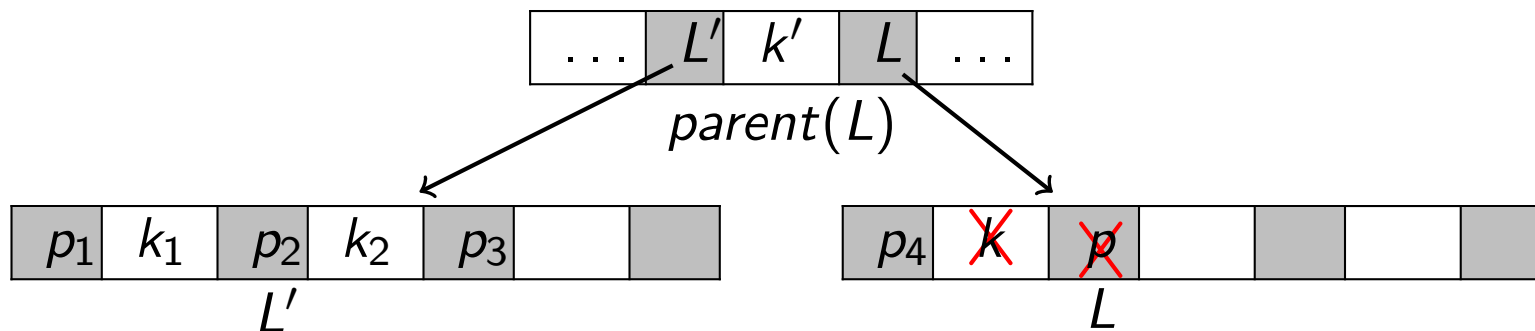 ... L′ k′ L ...
parent(L)
p₁ k₁ p₂ k₂ p₃ p₄ k p
L′ L